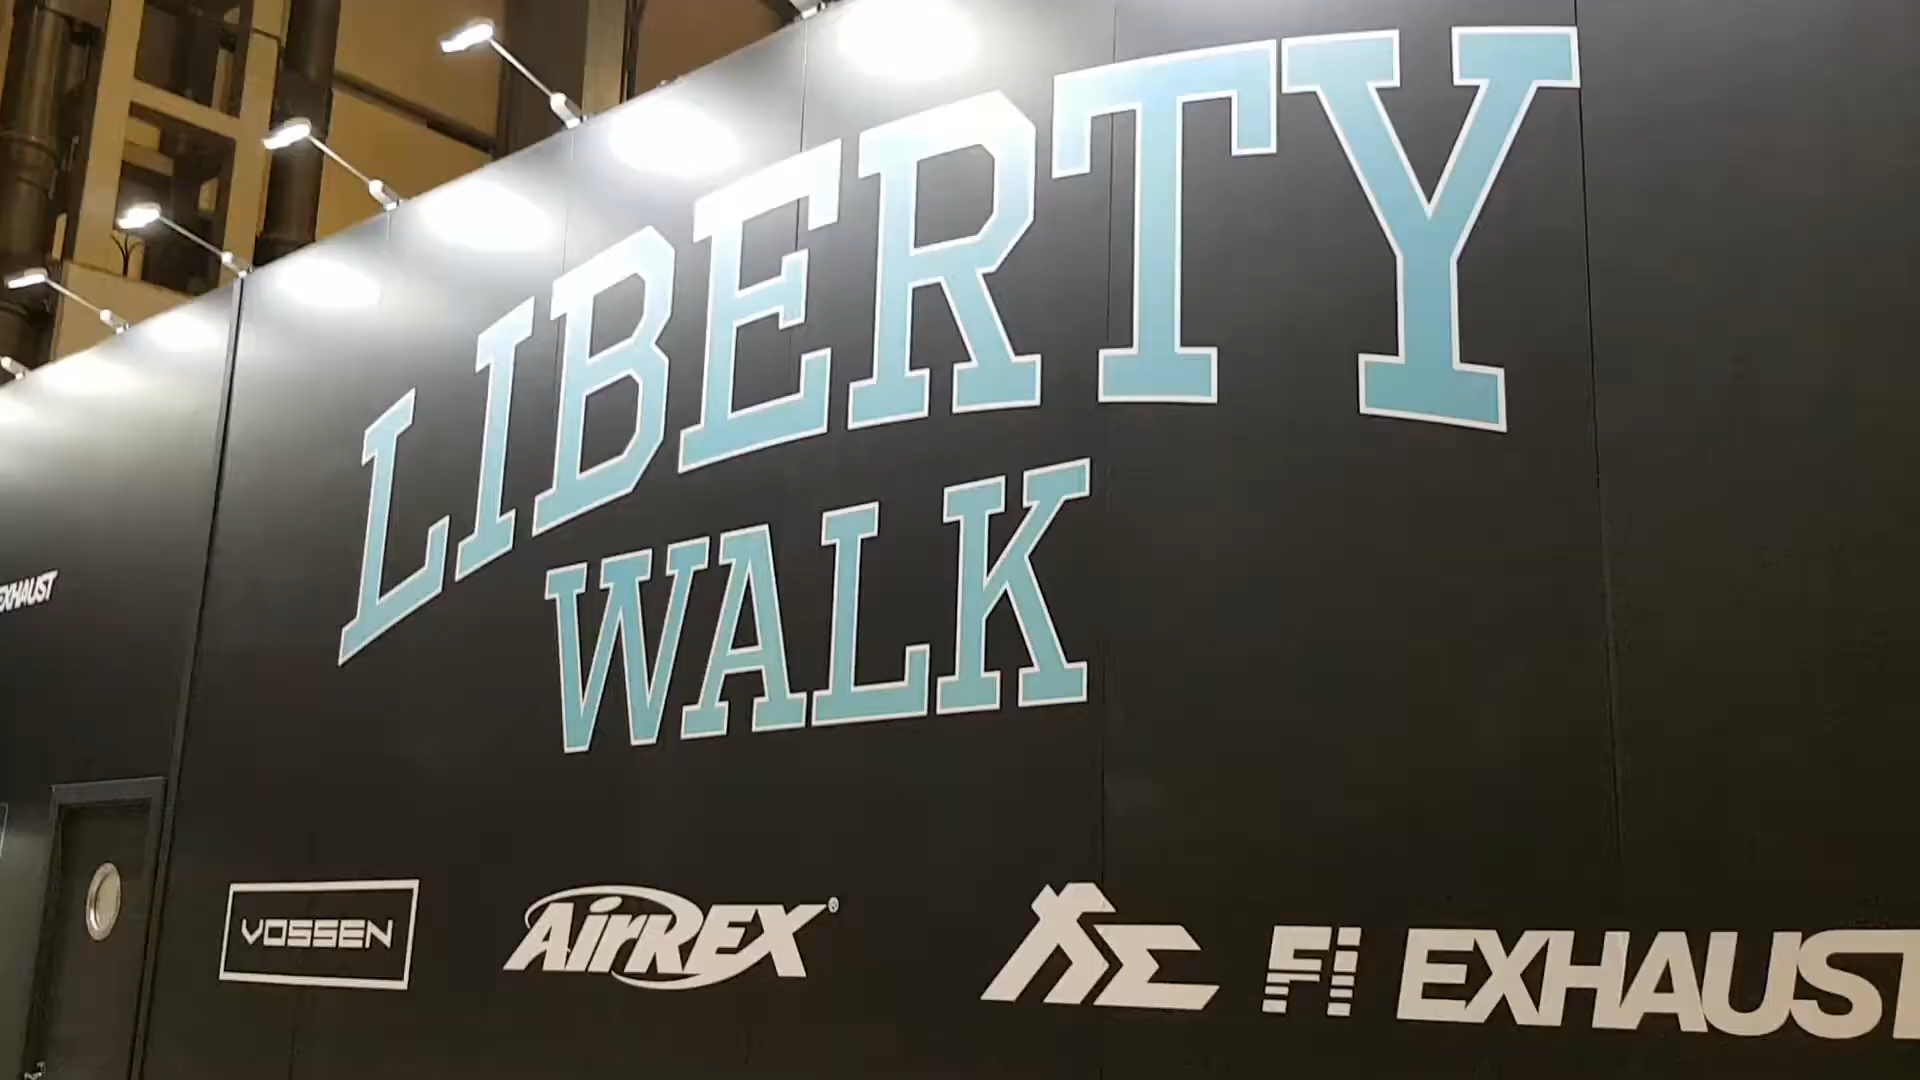 LIBERTY
WALK
EXHAUST
VOSSEN
AirREX®
Fi EXHAUST